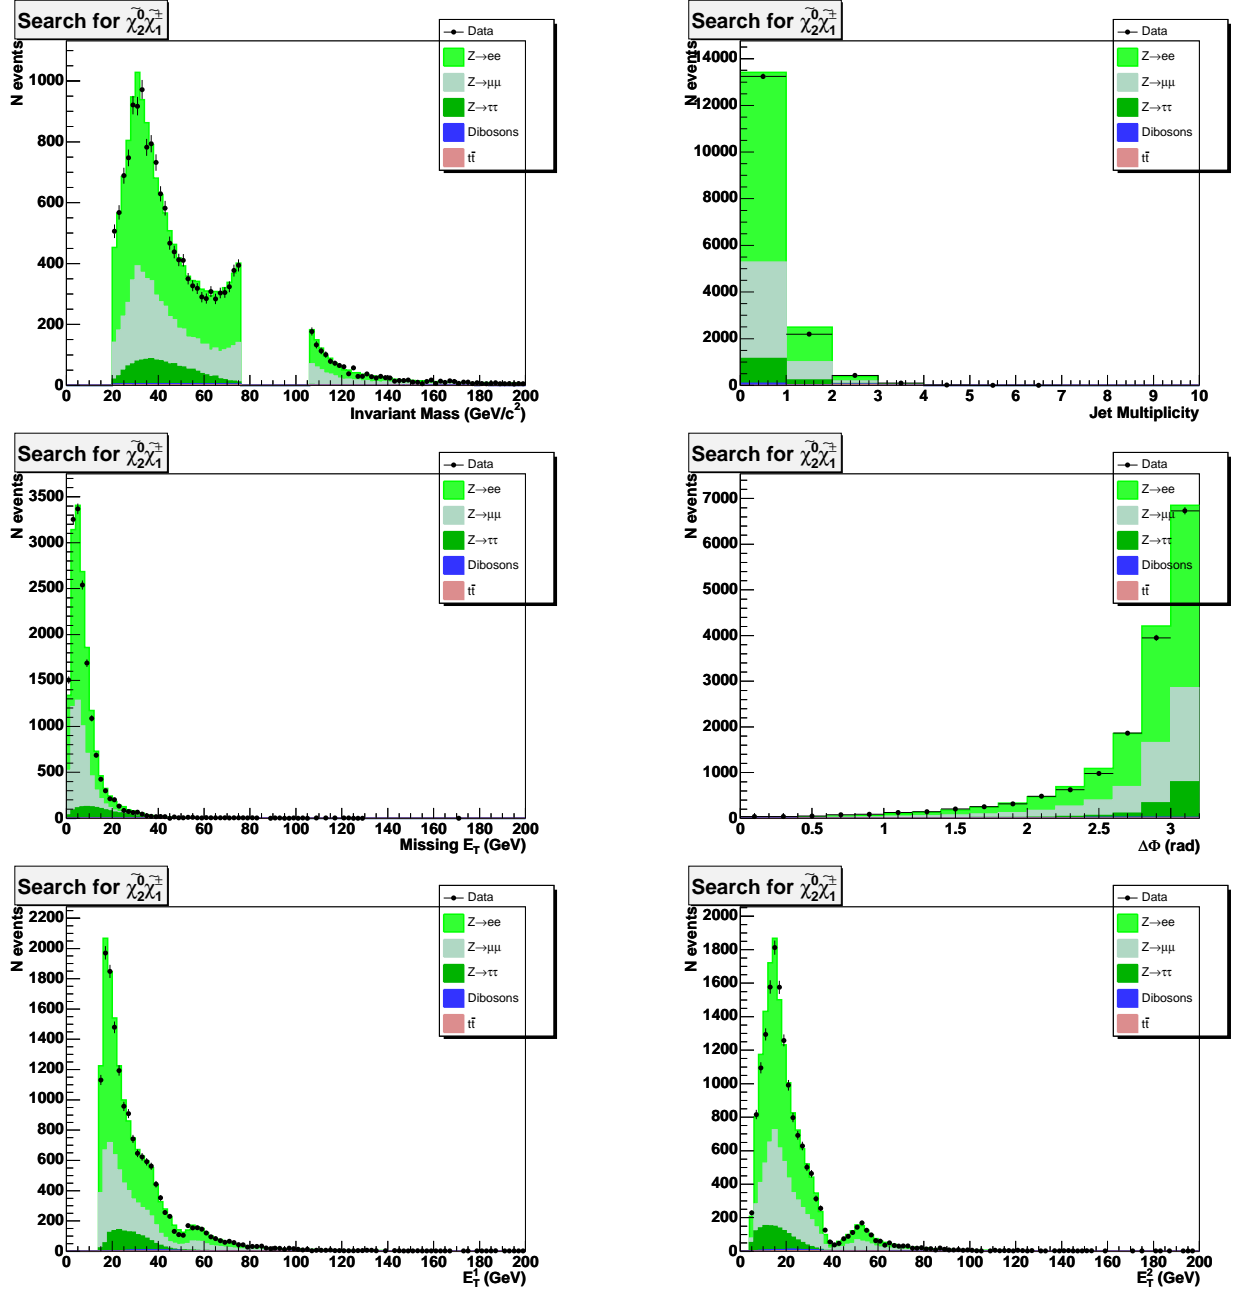 Search for χ̃⁰₂χ̃±₁
N events
1000
800
600
400
200
0
0 20 40 60 80 100 120 140 160 180 200
Invariant Mass (GeV/c²)
Data
Z→ee
Z→μμ
Z→ττ
Dibosons
tt̄
Search for χ̃⁰₂χ̃±₁
N events
14000
12000
10000
8000
6000
4000
2000
0
0 1 2 3 4 5 6 7 8 9 10
Jet Multiplicity
Data
Z→ee
Z→μμ
Z→ττ
Dibosons
tt̄
Search for χ̃⁰₂χ̃±₁
N events
3500
3000
2500
2000
1500
1000
500
0
0 20 40 60 80 100 120 140 160 180 200
Missing E_T (GeV)
Data
Z→ee
Z→μμ
Z→ττ
Dibosons
tt̄
Search for χ̃⁰₂χ̃±₁
N events
7000
6000
5000
4000
3000
2000
1000
0
0 0.5 1 1.5 2 2.5 3
ΔΦ (rad)
Data
Z→ee
Z→μμ
Z→ττ
Dibosons
tt̄
Search for χ̃⁰₂χ̃±₁
N events
2200
2000
1800
1600
1400
1200
1000
800
600
400
200
0
0 20 40 60 80 100 120 140 160 180 200
E¹_T (GeV)
Data
Z→ee
Z→μμ
Z→ττ
Dibosons
tt̄
Search for χ̃⁰₂χ̃±₁
N events
2000
1800
1600
1400
1200
1000
800
600
400
200
0
0 20 40 60 80 100 120 140 160 180 200
E²_T (GeV)
Data
Z→ee
Z→μμ
Z→ττ
Dibosons
tt̄